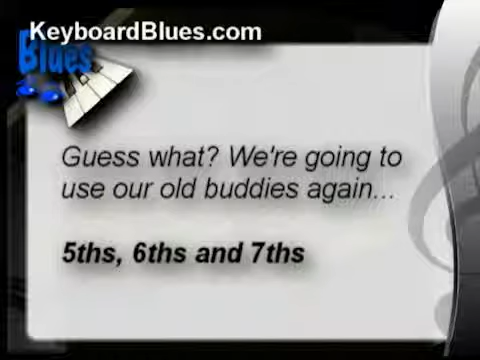 KeyboardBlues.com
Blues
Guess what? We're going to
use our old buddies again...
5ths, 6ths and 7ths